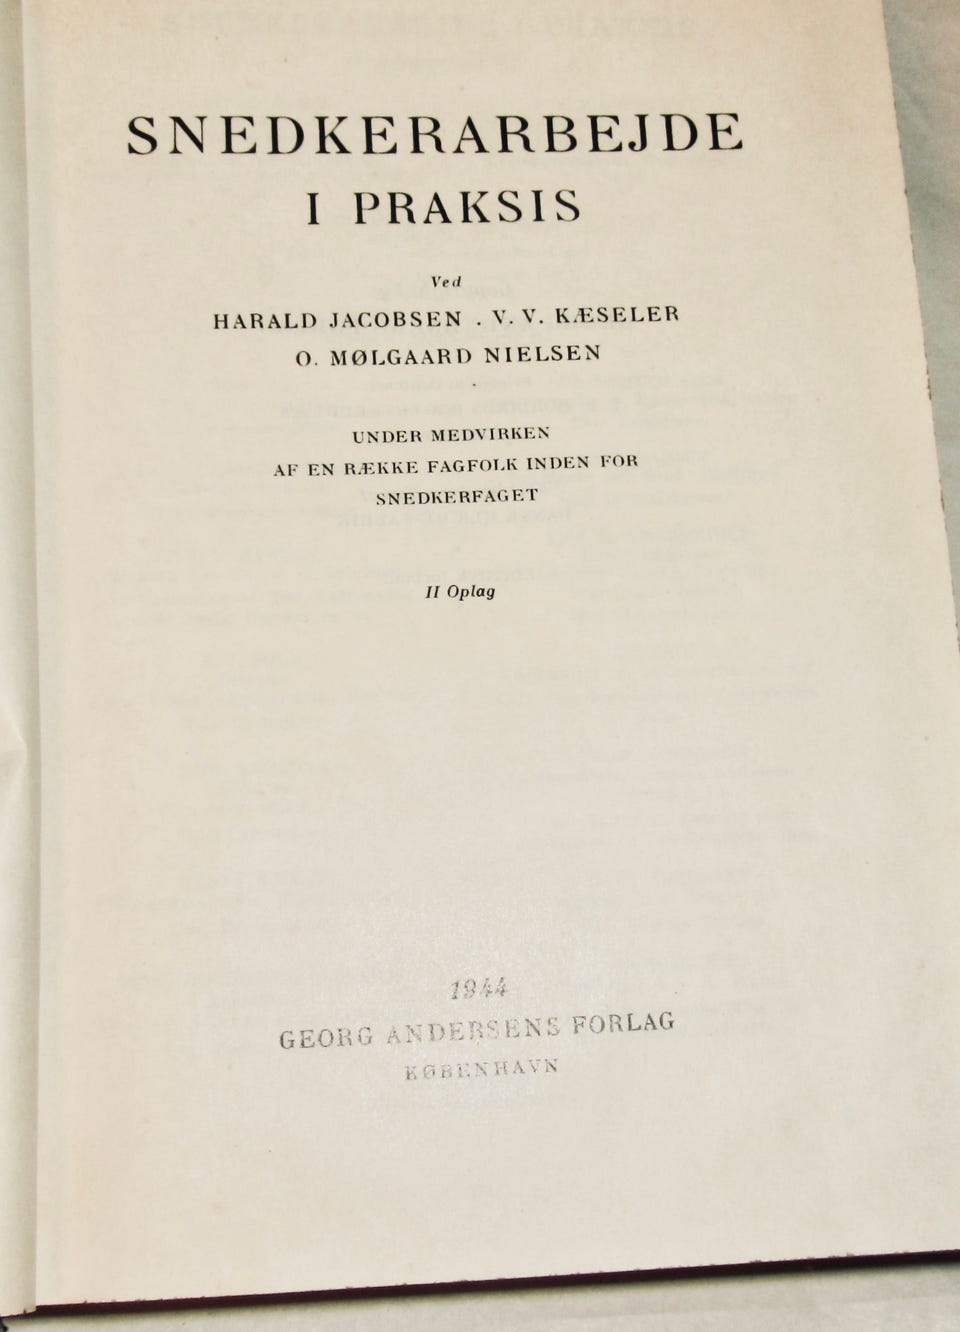 SNEDKERARBEJDE
I PRAKSIS
Ved
HARALD JACOBSEN . V. V. KÆSELER
O. MØLGAARD NIELSEN
UNDER MEDVIRKEN
AF EN RÆKKE FAGFOLK INDEN FOR
SNEDKERFAGET
II Oplag
1944
GEORG ANDERSENS FORLAG
KØBENHAVN